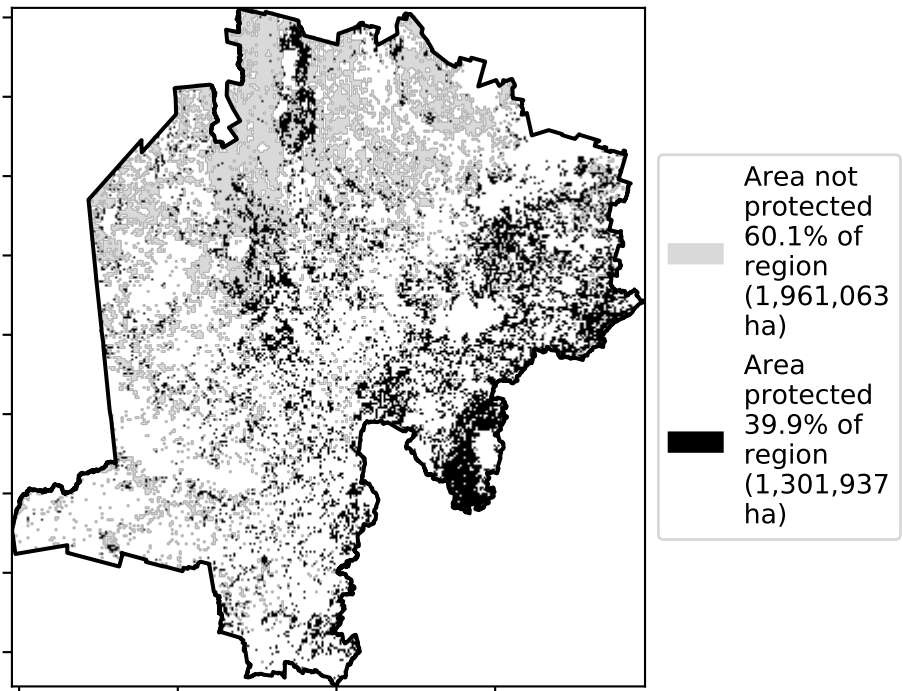 Area not
protected
60.1% of
region
(1,961,063
ha)
Area
protected
39.9% of
region
(1,301,937
ha)